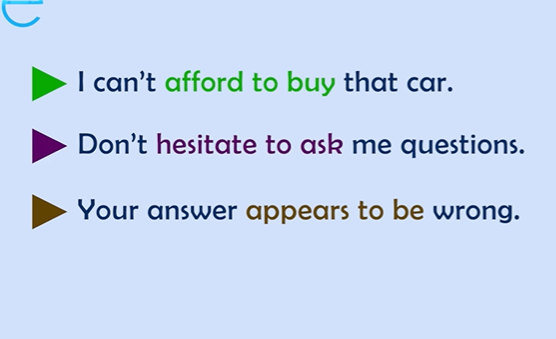 I can't afford to buy that car.
Don't hesitate to ask me questions.
Your answer appears to be wrong.